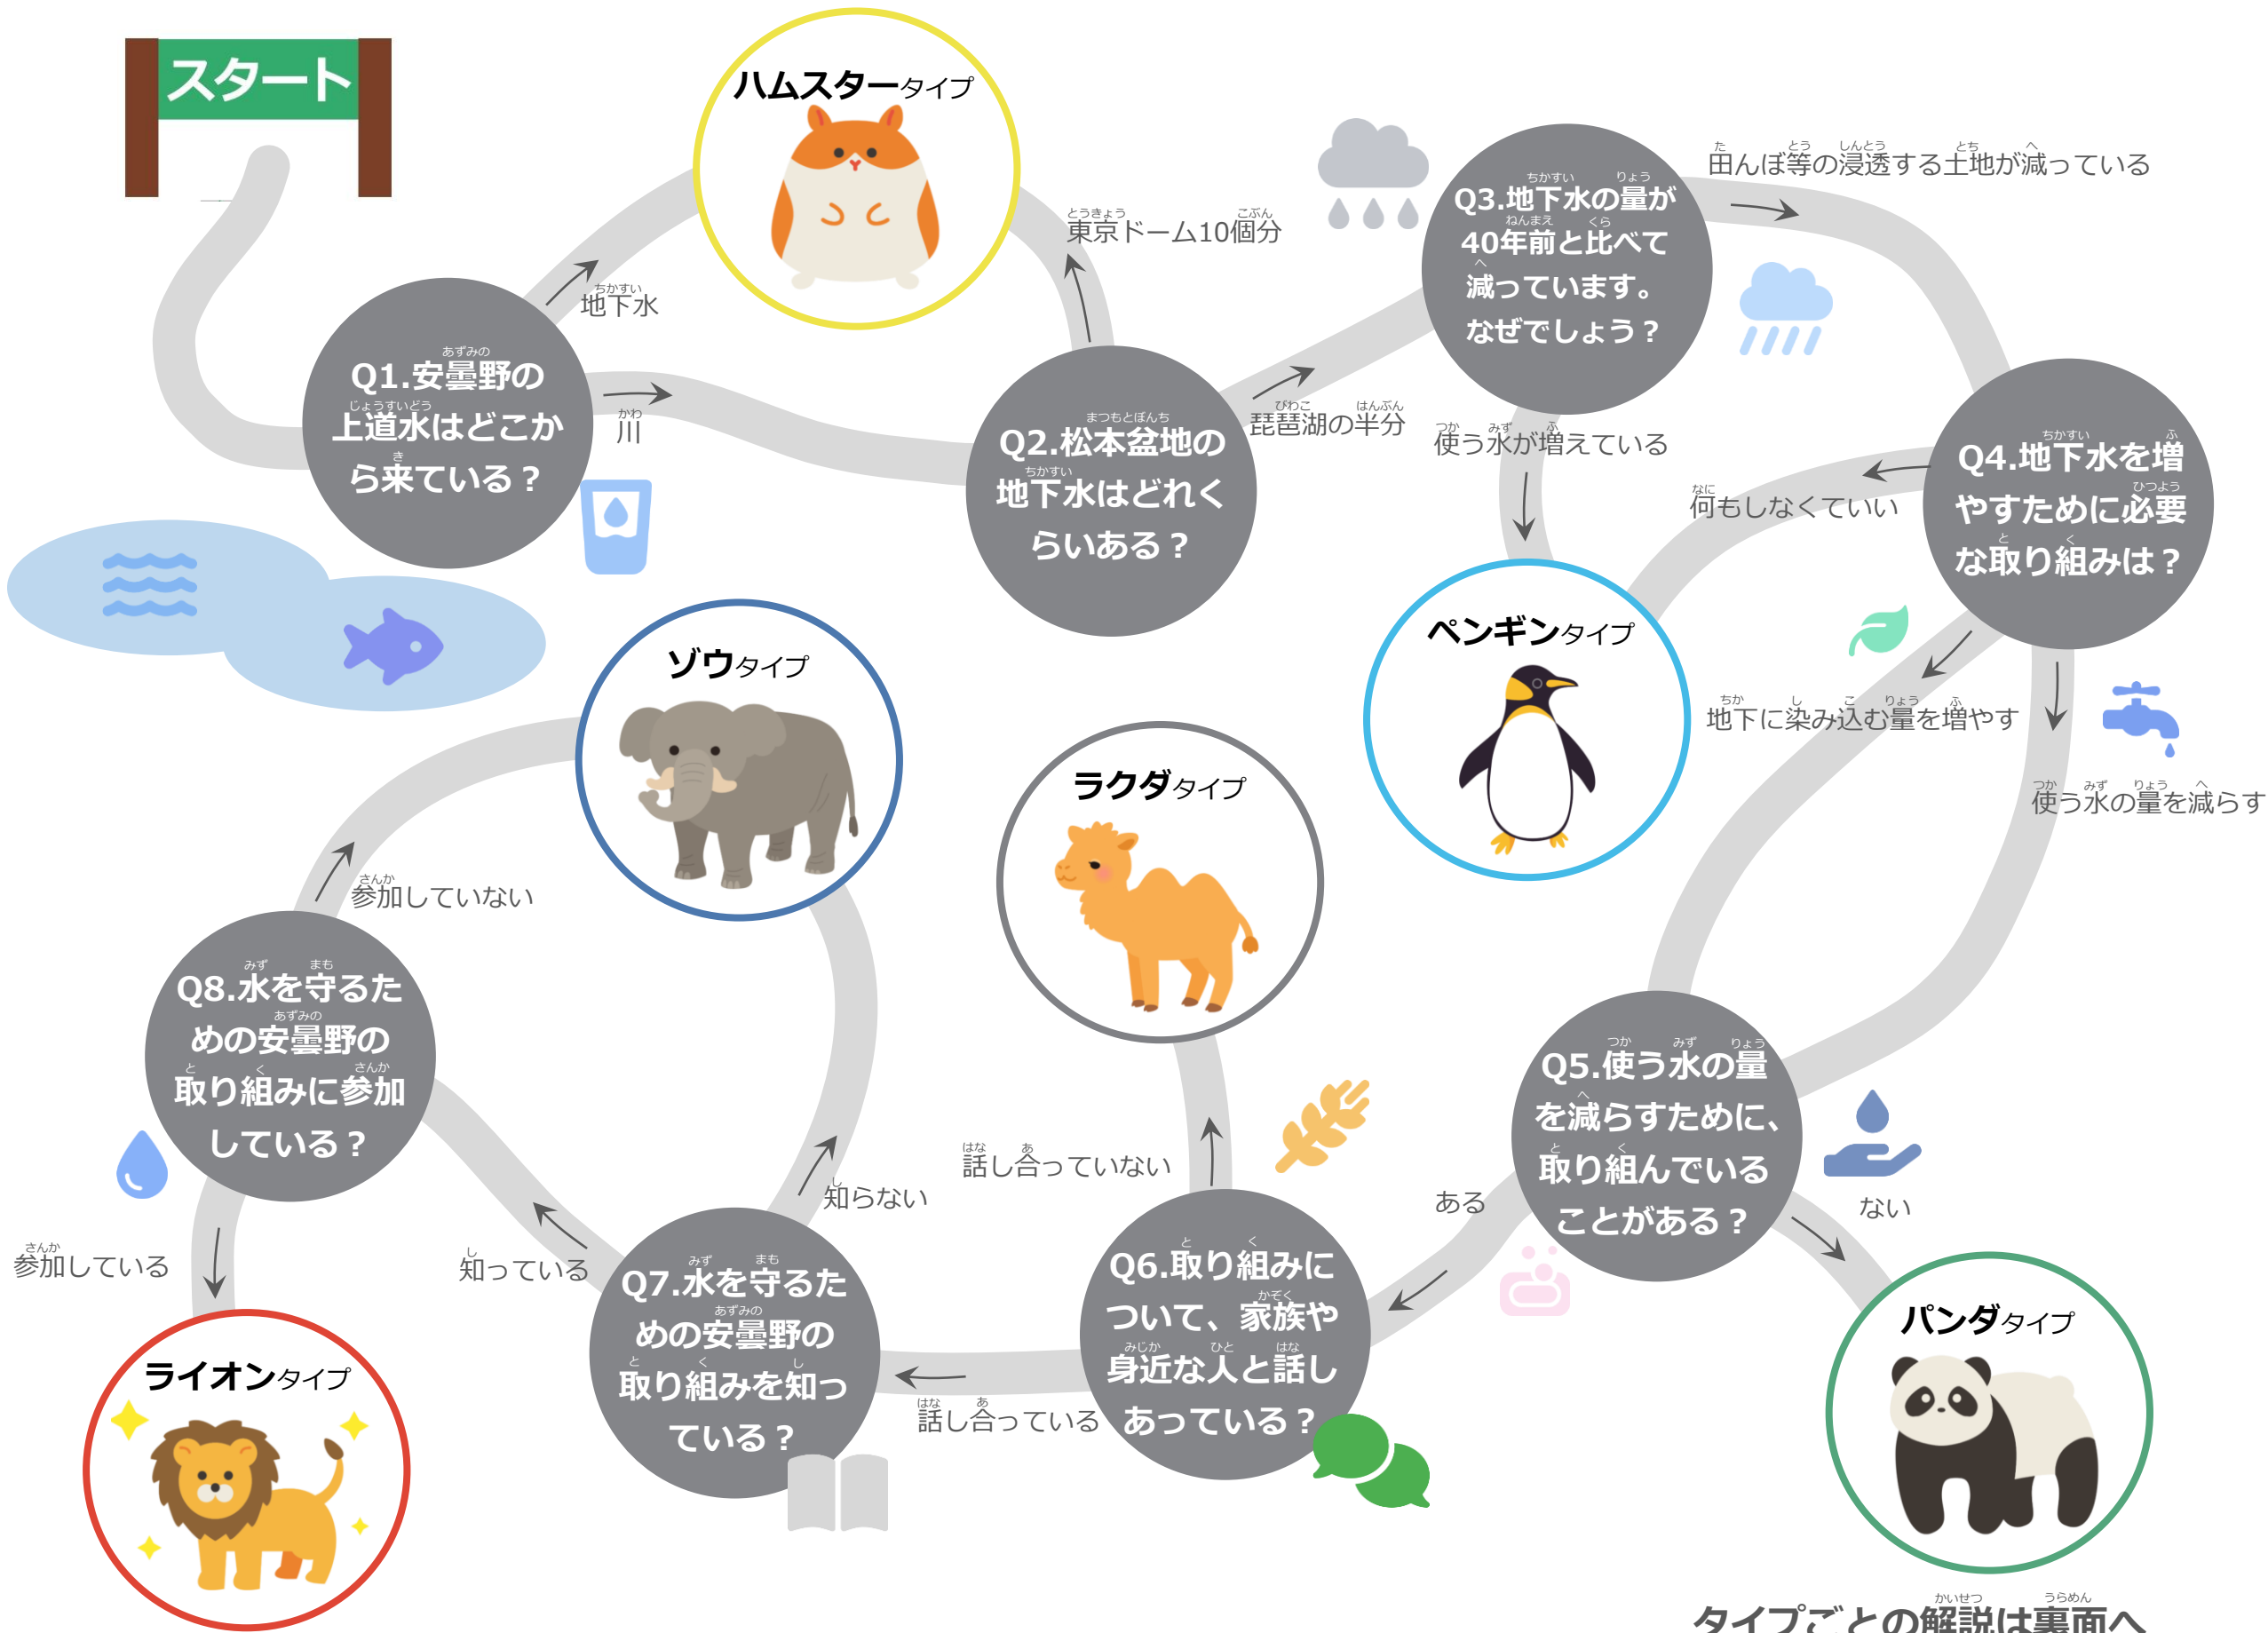 スタート
ハムスタータイプ
Q1.安曇野の
上道水はどこか
ら来ている？
地下水
川
Q2.松本盆地の
地下水はどれく
らいある？
東京ドーム10個分
琵琶湖の半分
Q3.地下水の量が
40年前と比べて
減っています。
なぜでしょう？
田んぼ等の浸透する土地が減っている
使う水が増えている
Q4.地下水を増
やすために必要
な取り組みは？
何もしなくていい
地下に染み込む量を増やす
使う水の量を減らす
ペンギンタイプ
Q5.使う水の量
を減らすために、
取り組んでいる
ことがある？
ある
ない
パンダタイプ
Q6.取り組みに
ついて、家族や
身近な人と話し
あっている？
話し合っていない
話し合っている
ラクダタイプ
Q7.水を守るた
めの安曇野の
取り組みを知っ
ている？
知らない
知っている
ゾウタイプ
Q8.水を守るた
めの安曇野の
取り組みに参加
している？
参加していない
参加している
ライオンタイプ
タイプごとの解説は裏面へ